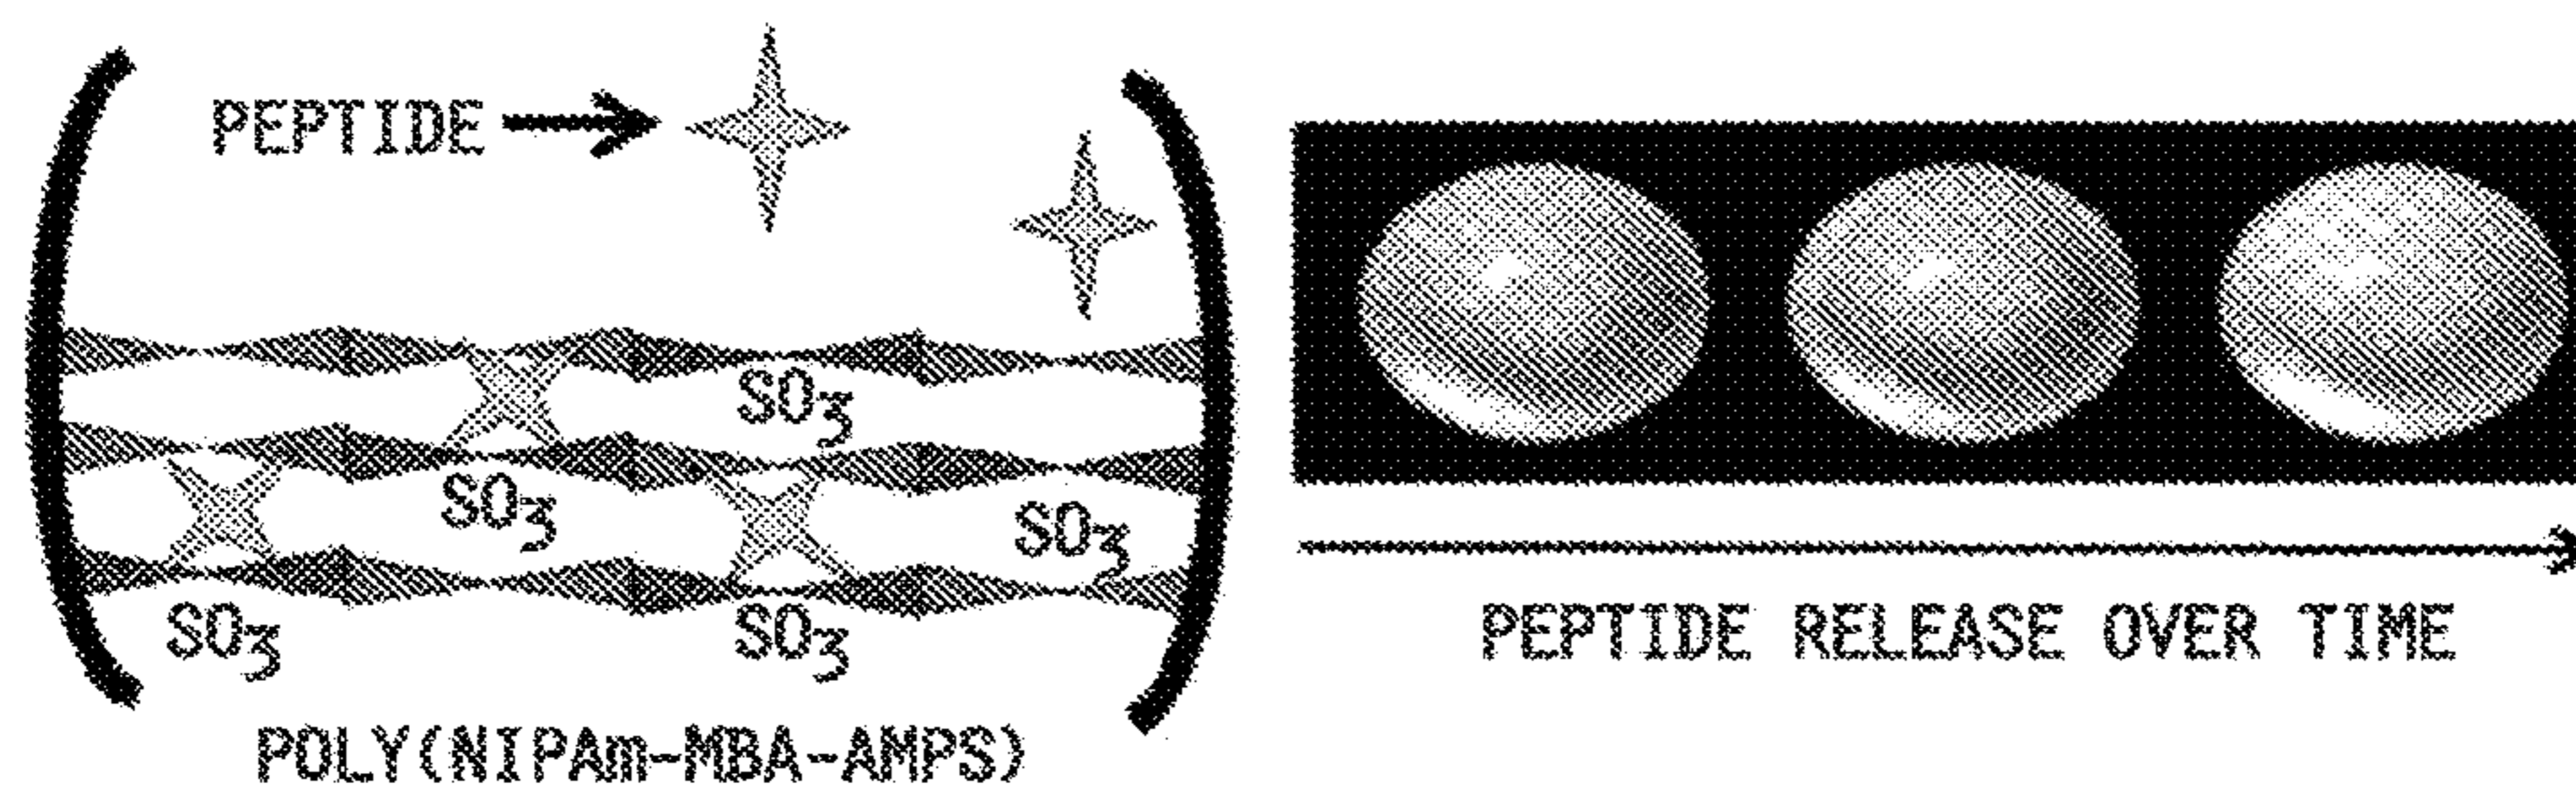 PEPTIDE
SO3
SO3
SO3
SO3
SO3
POLY(NIPAm-MBA-AMPS)
PEPTIDE RELEASE OVER TIME